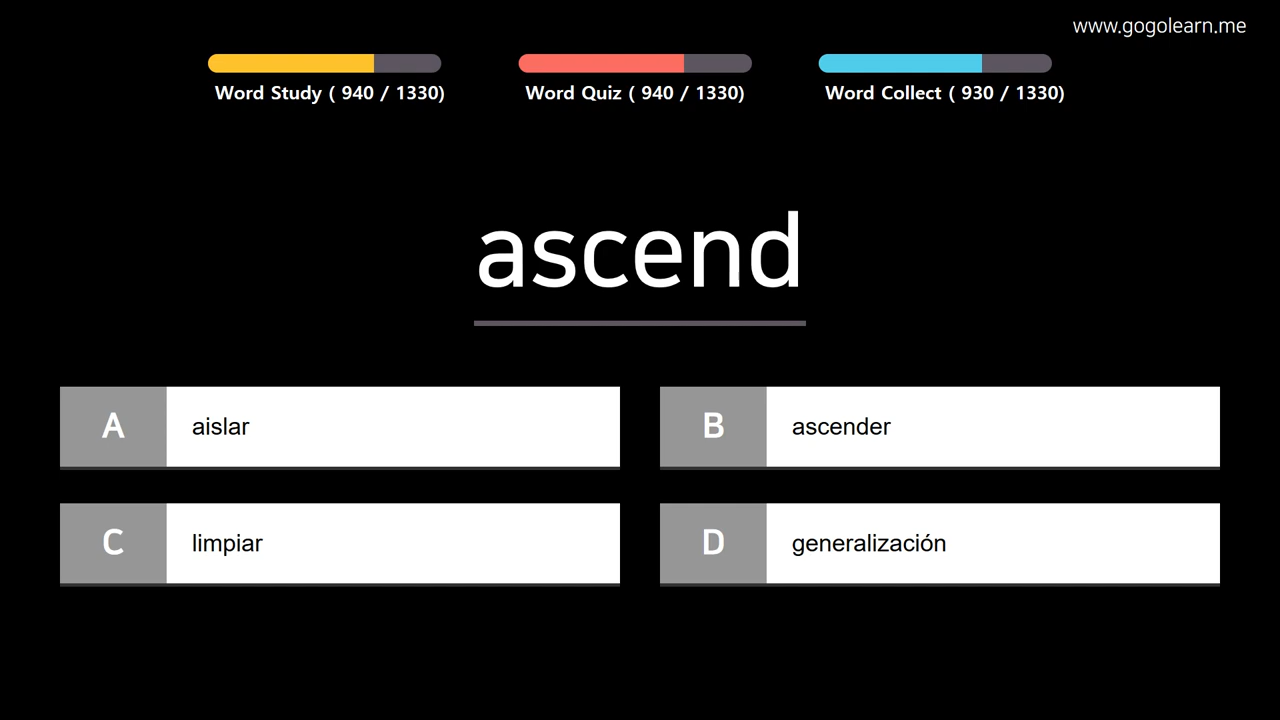 www.gogolearn.me
Word Study ( 940 / 1330)
Word Quiz ( 940 / 1330)
Word Collect ( 930 / 1330)
ascend
A aislar
B ascender
C limpiar
D generalización